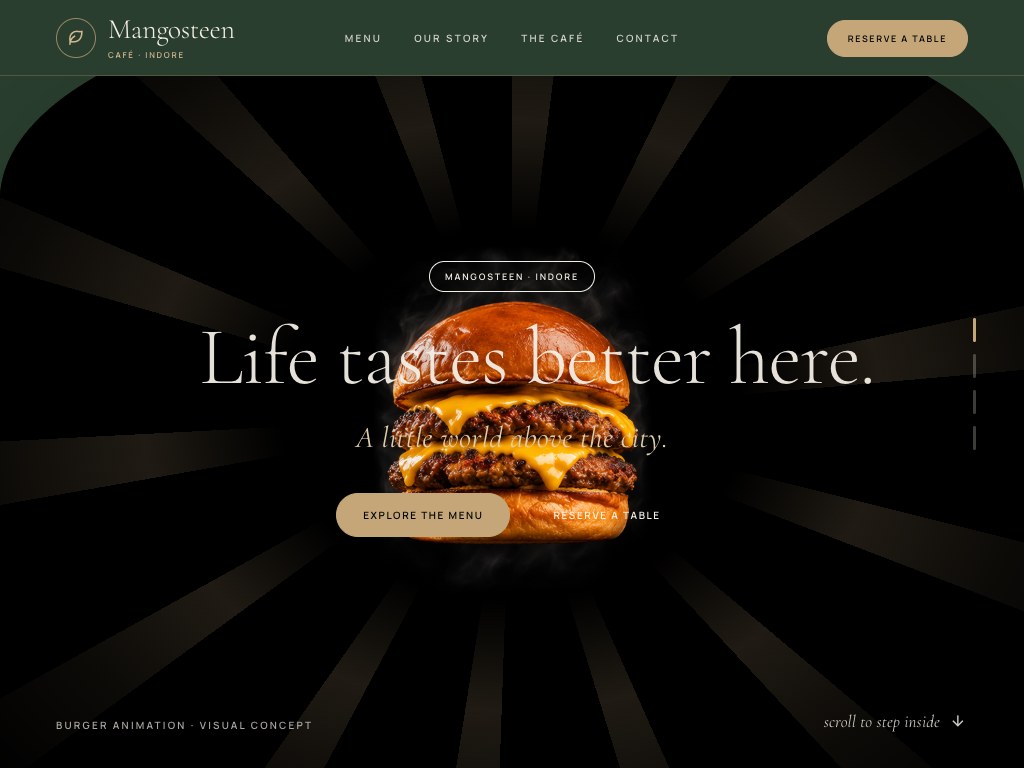 Mangosteen
CAFÉ · INDORE
MENU
OUR STORY
THE CAFÉ
CONTACT
RESERVE A TABLE
MANGOSTEEN · INDORE
Life tastes better here.
A little world above the city.
EXPLORE THE MENU
RESERVE A TABLE
BURGER ANIMATION · VISUAL CONCEPT
scroll to step inside